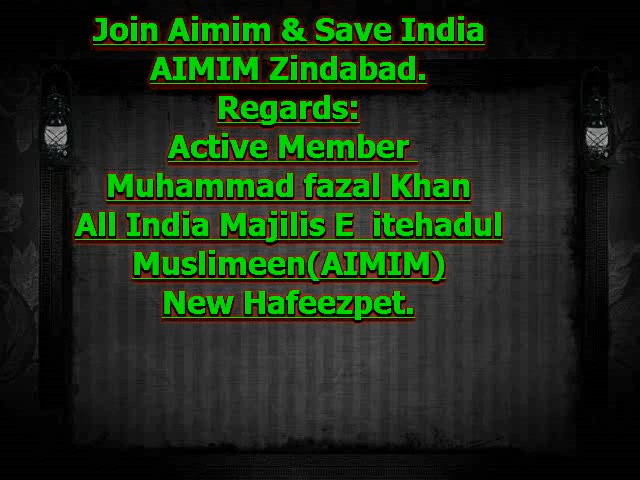 Join Aimim & Save India
AIMIM Zindabad.
Regards:
Active Member
Muhammad fazal Khan
All India Majilis E  itehadul
Muslimeen(AIMIM)
New Hafeezpet.